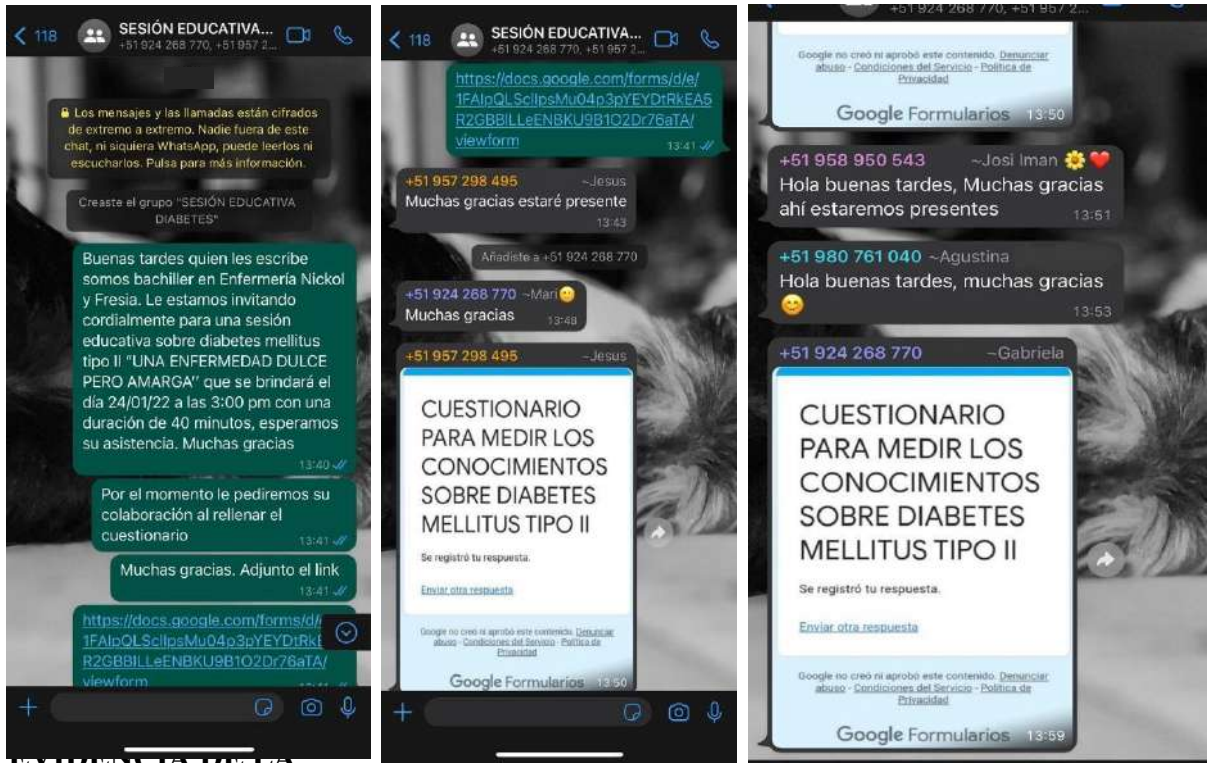 118
SESIÓN EDUCATIVA...
+51 924 268 770, +51 957 2...
Los mensajes y las llamadas están cifrados
de extremo a extremo. Nadie fuera de este
chat, ni siquiera WhatsApp, puede leerlos ni
escucharlos. Pulsa para más información.
Creaste el grupo "SESIÓN EDUCATIVA
DIABETES"
Buenas tardes quien les escribe
somos bachiller en Enfermería Nickol
y Fresia. Le estamos invitando
cordialmente para una sesión
educativa sobre diabetes mellitus
tipo II "UNA ENFERMEDAD DULCE
PERO AMARGA'' que se brindará el
día 24/01/22 a las 3:00 pm con una
duración de 40 minutos, esperamos
su asistencia. Muchas gracias
13:40
Por el momento le pediremos su
colaboración al rellenar el
cuestionario
13:41
Muchas gracias. Adjunto el link
13:41
https://docs.google.com/forms/d/
R2GBBILLeENBKU9B1O2Dr76aTA/
viewform
118
SESIÓN EDUCATIVA...
+51 924 268 770, +51 957 2...
https://docs.google.com/forms/d/e/
1FAIpQLScIIpsMu04p3pYEYDtRkEA5
R2GBBILLeENBKU9B1O2Dr76aTA/
viewform
13:41
+51 957 298 495 ~Jesus
Muchas gracias estaré presente
13:43
Añadiste a +51 924 268 770
+51 924 268 770 ~Mari
Muchas gracias 13:48
+51 957 298 495 ~Jesus
CUESTIONARIO
PARA MEDIR LOS
CONOCIMIENTOS
SOBRE DIABETES
MELLITUS TIPO II
Se registró tu respuesta.
Enviar otra respuesta
Google no creó ni aprobó este contenido. Denunciar
abuso - Condiciones del Servicio - Política de
Privacidad
Google Formularios 13:50
+51 924 268 770, +51 957 2...
Google no creó ni aprobó este contenido. Denunciar
abuso - Condiciones del Servicio - Política de
Privacidad
Google Formularios 13:50
+51 958 950 543 ~Josi Iman 🌼❤️
Hola buenas tardes, Muchas gracias
ahí estaremos presentes 13:51
+51 980 761 040 ~Agustina
Hola buenas tardes, muchas gracias
😊 13:53
+51 924 268 770 ~Gabriela
CUESTIONARIO
PARA MEDIR LOS
CONOCIMIENTOS
SOBRE DIABETES
MELLITUS TIPO II
Se registró tu respuesta.
Enviar otra respuesta
Google no creó ni aprobó este contenido. Denunciar
abuso - Condiciones del Servicio - Política de
Privacidad
Google Formularios 13:59